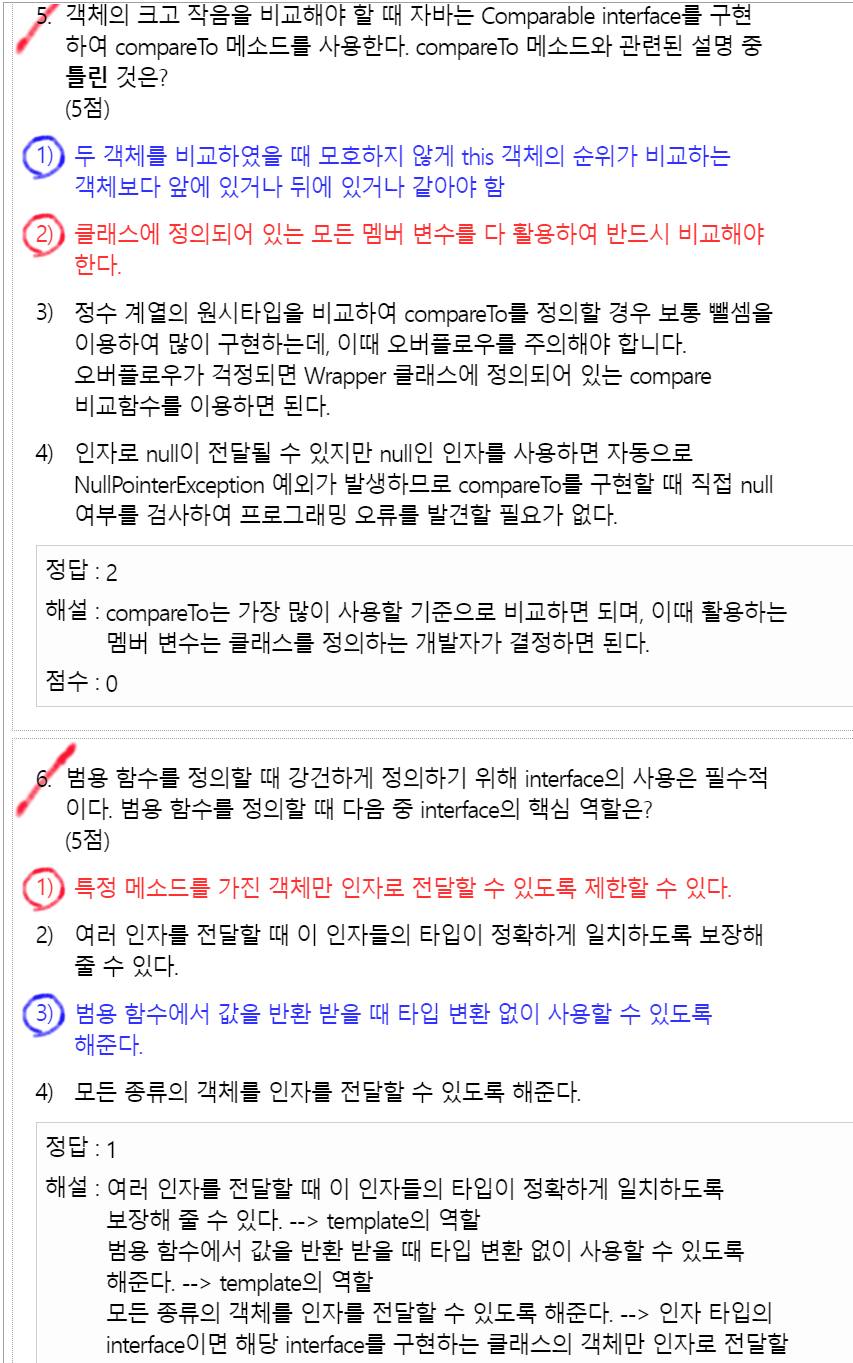 5. 객체의 크고 작음을 비교해야 할 때 자바는 Comparable interface를 구현
하여 compareTo 메소드를 사용한다. compareTo 메소드와 관련된 설명 중
틀린 것은?
(5점)
1) 두 객체를 비교하였을 때 모호하지 않게 this 객체의 순위가 비교하는
객체보다 앞에 있거나 뒤에 있거나 같아야 함
2) 클래스에 정의되어 있는 모든 멤버 변수를 다 활용하여 반드시 비교해야
한다.
3) 정수 계열의 원시타입을 비교하여 compareTo를 정의할 경우 보통 뺄셈을
이용하여 많이 구현하는데, 이때 오버플로우를 주의해야 합니다.
오버플로우가 걱정되면 Wrapper 클래스에 정의되어 있는 compare
비교함수를 이용하면 된다.
4) 인자로 null이 전달될 수 있지만 null인 인자를 사용하면 자동으로
NullPointerException 예외가 발생하므로 compareTo를 구현할 때 직접 null
여부를 검사하여 프로그래밍 오류를 발견할 필요가 없다.
정답 : 2
해설 : compareTo는 가장 많이 사용할 기준으로 비교하면 되며, 이때 활용하는
멤버 변수는 클래스를 정의하는 개발자가 결정하면 된다.
점수 : 0
6. 범용 함수를 정의할 때 강건하게 정의하기 위해 interface의 사용은 필수적
이다. 범용 함수를 정의할 때 다음 중 interface의 핵심 역할은?
(5점)
1) 특정 메소드를 가진 객체만 인자로 전달할 수 있도록 제한할 수 있다.
2) 여러 인자를 전달할 때 이 인자들의 타입이 정확하게 일치하도록 보장해
줄 수 있다.
3) 범용 함수에서 값을 반환 받을 때 타입 변환 없이 사용할 수 있도록
해준다.
4) 모든 종류의 객체를 인자를 전달할 수 있도록 해준다.
정답 : 1
해설 : 여러 인자를 전달할 때 이 인자들의 타입이 정확하게 일치하도록
보장해 줄 수 있다. --> template의 역할
범용 함수에서 값을 반환 받을 때 타입 변환 없이 사용할 수 있도록
해준다. --> template의 역할
모든 종류의 객체를 인자를 전달할 수 있도록 해준다. --> 인자 타입의
interface이면 해당 interface를 구현하는 클래스의 객체만 인자로 전달할